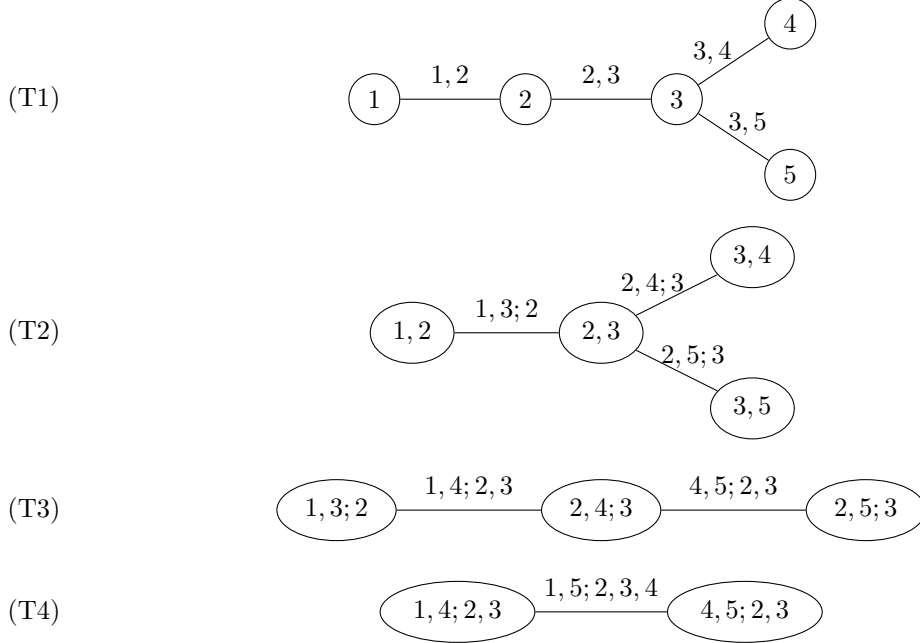 4
3, 4
(T1) 1 1, 2 2 2, 3 3
3, 5
5
3, 4
2, 4; 3
(T2) 1, 2 1, 3; 2 2, 3
2, 5; 3
3, 5
(T3) 1, 3; 2 1, 4; 2, 3 2, 4; 3 4, 5; 2, 3 2, 5; 3
(T4) 1, 4; 2, 3 1, 5; 2, 3, 4 4, 5; 2, 3